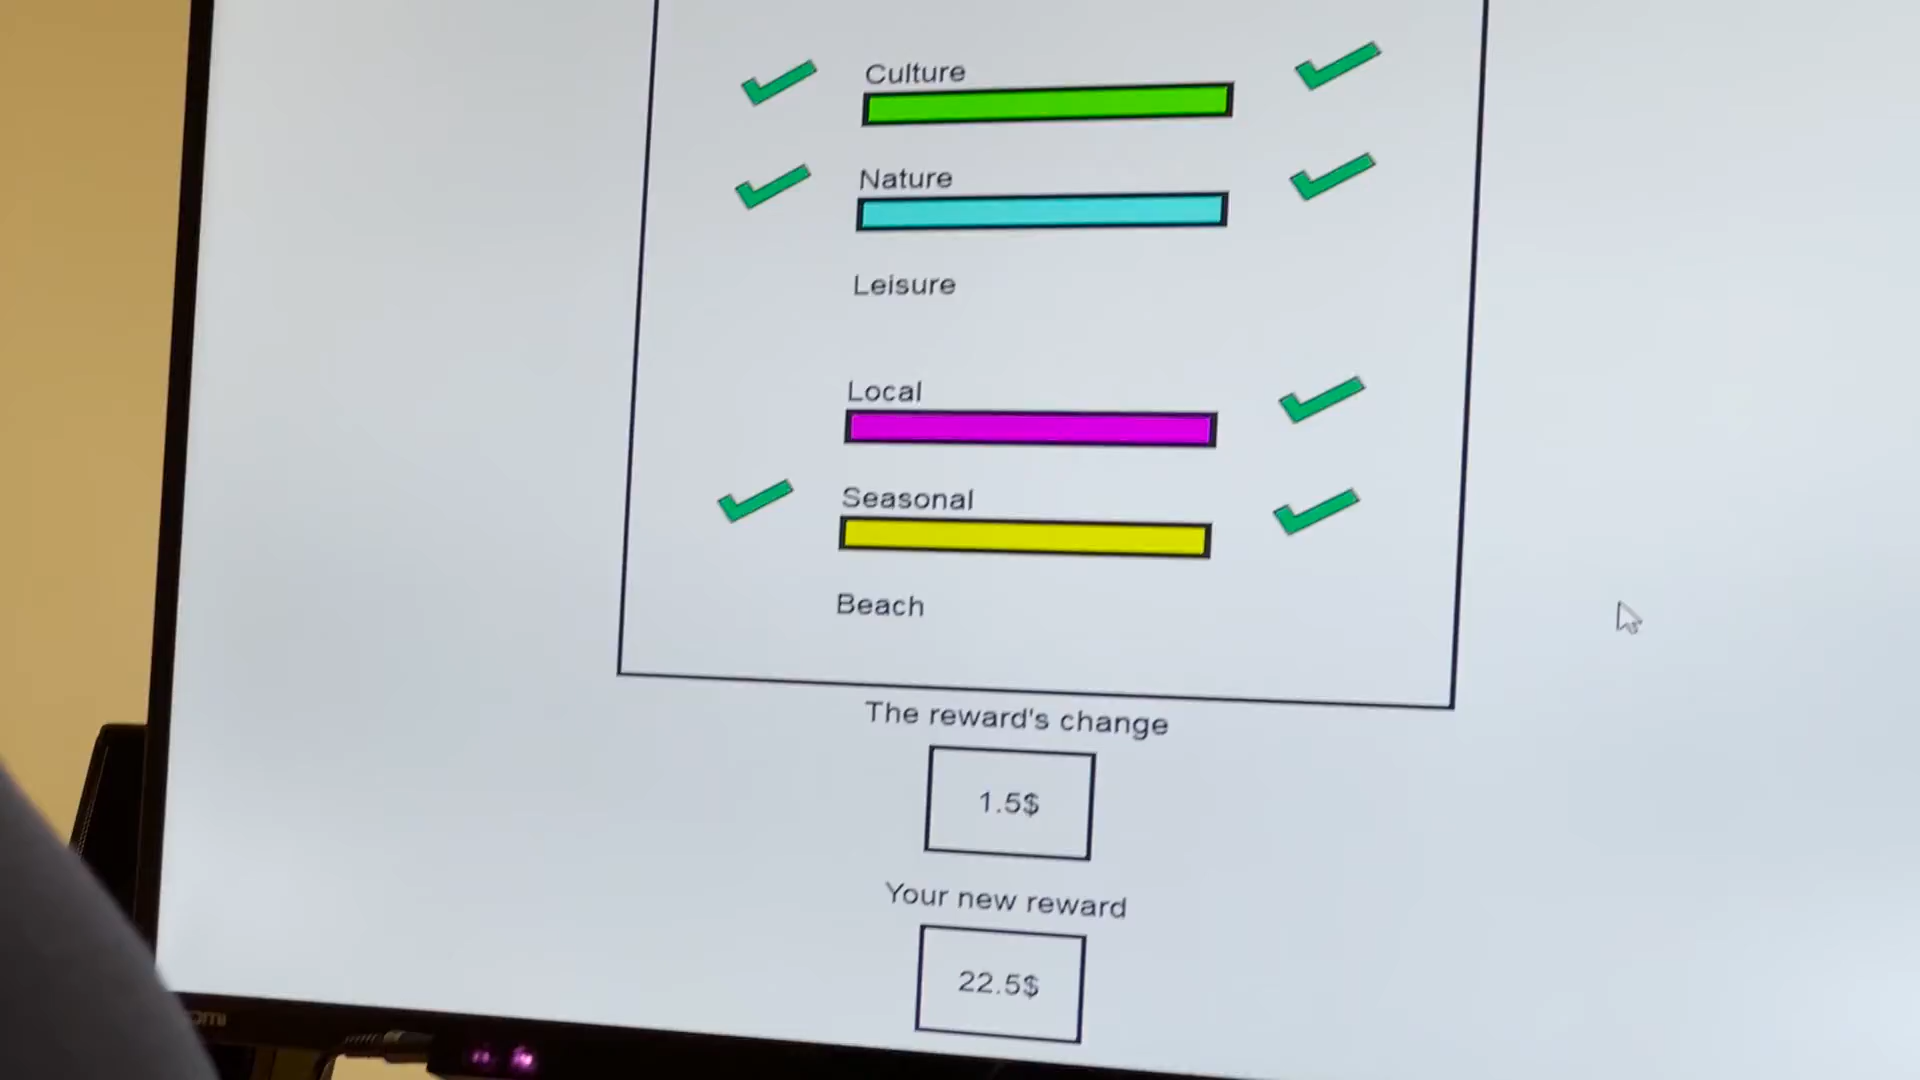 Culture
Nature
Leisure
Local
Seasonal
Beach
The reward's change
1.5$
Your new reward
22.5$